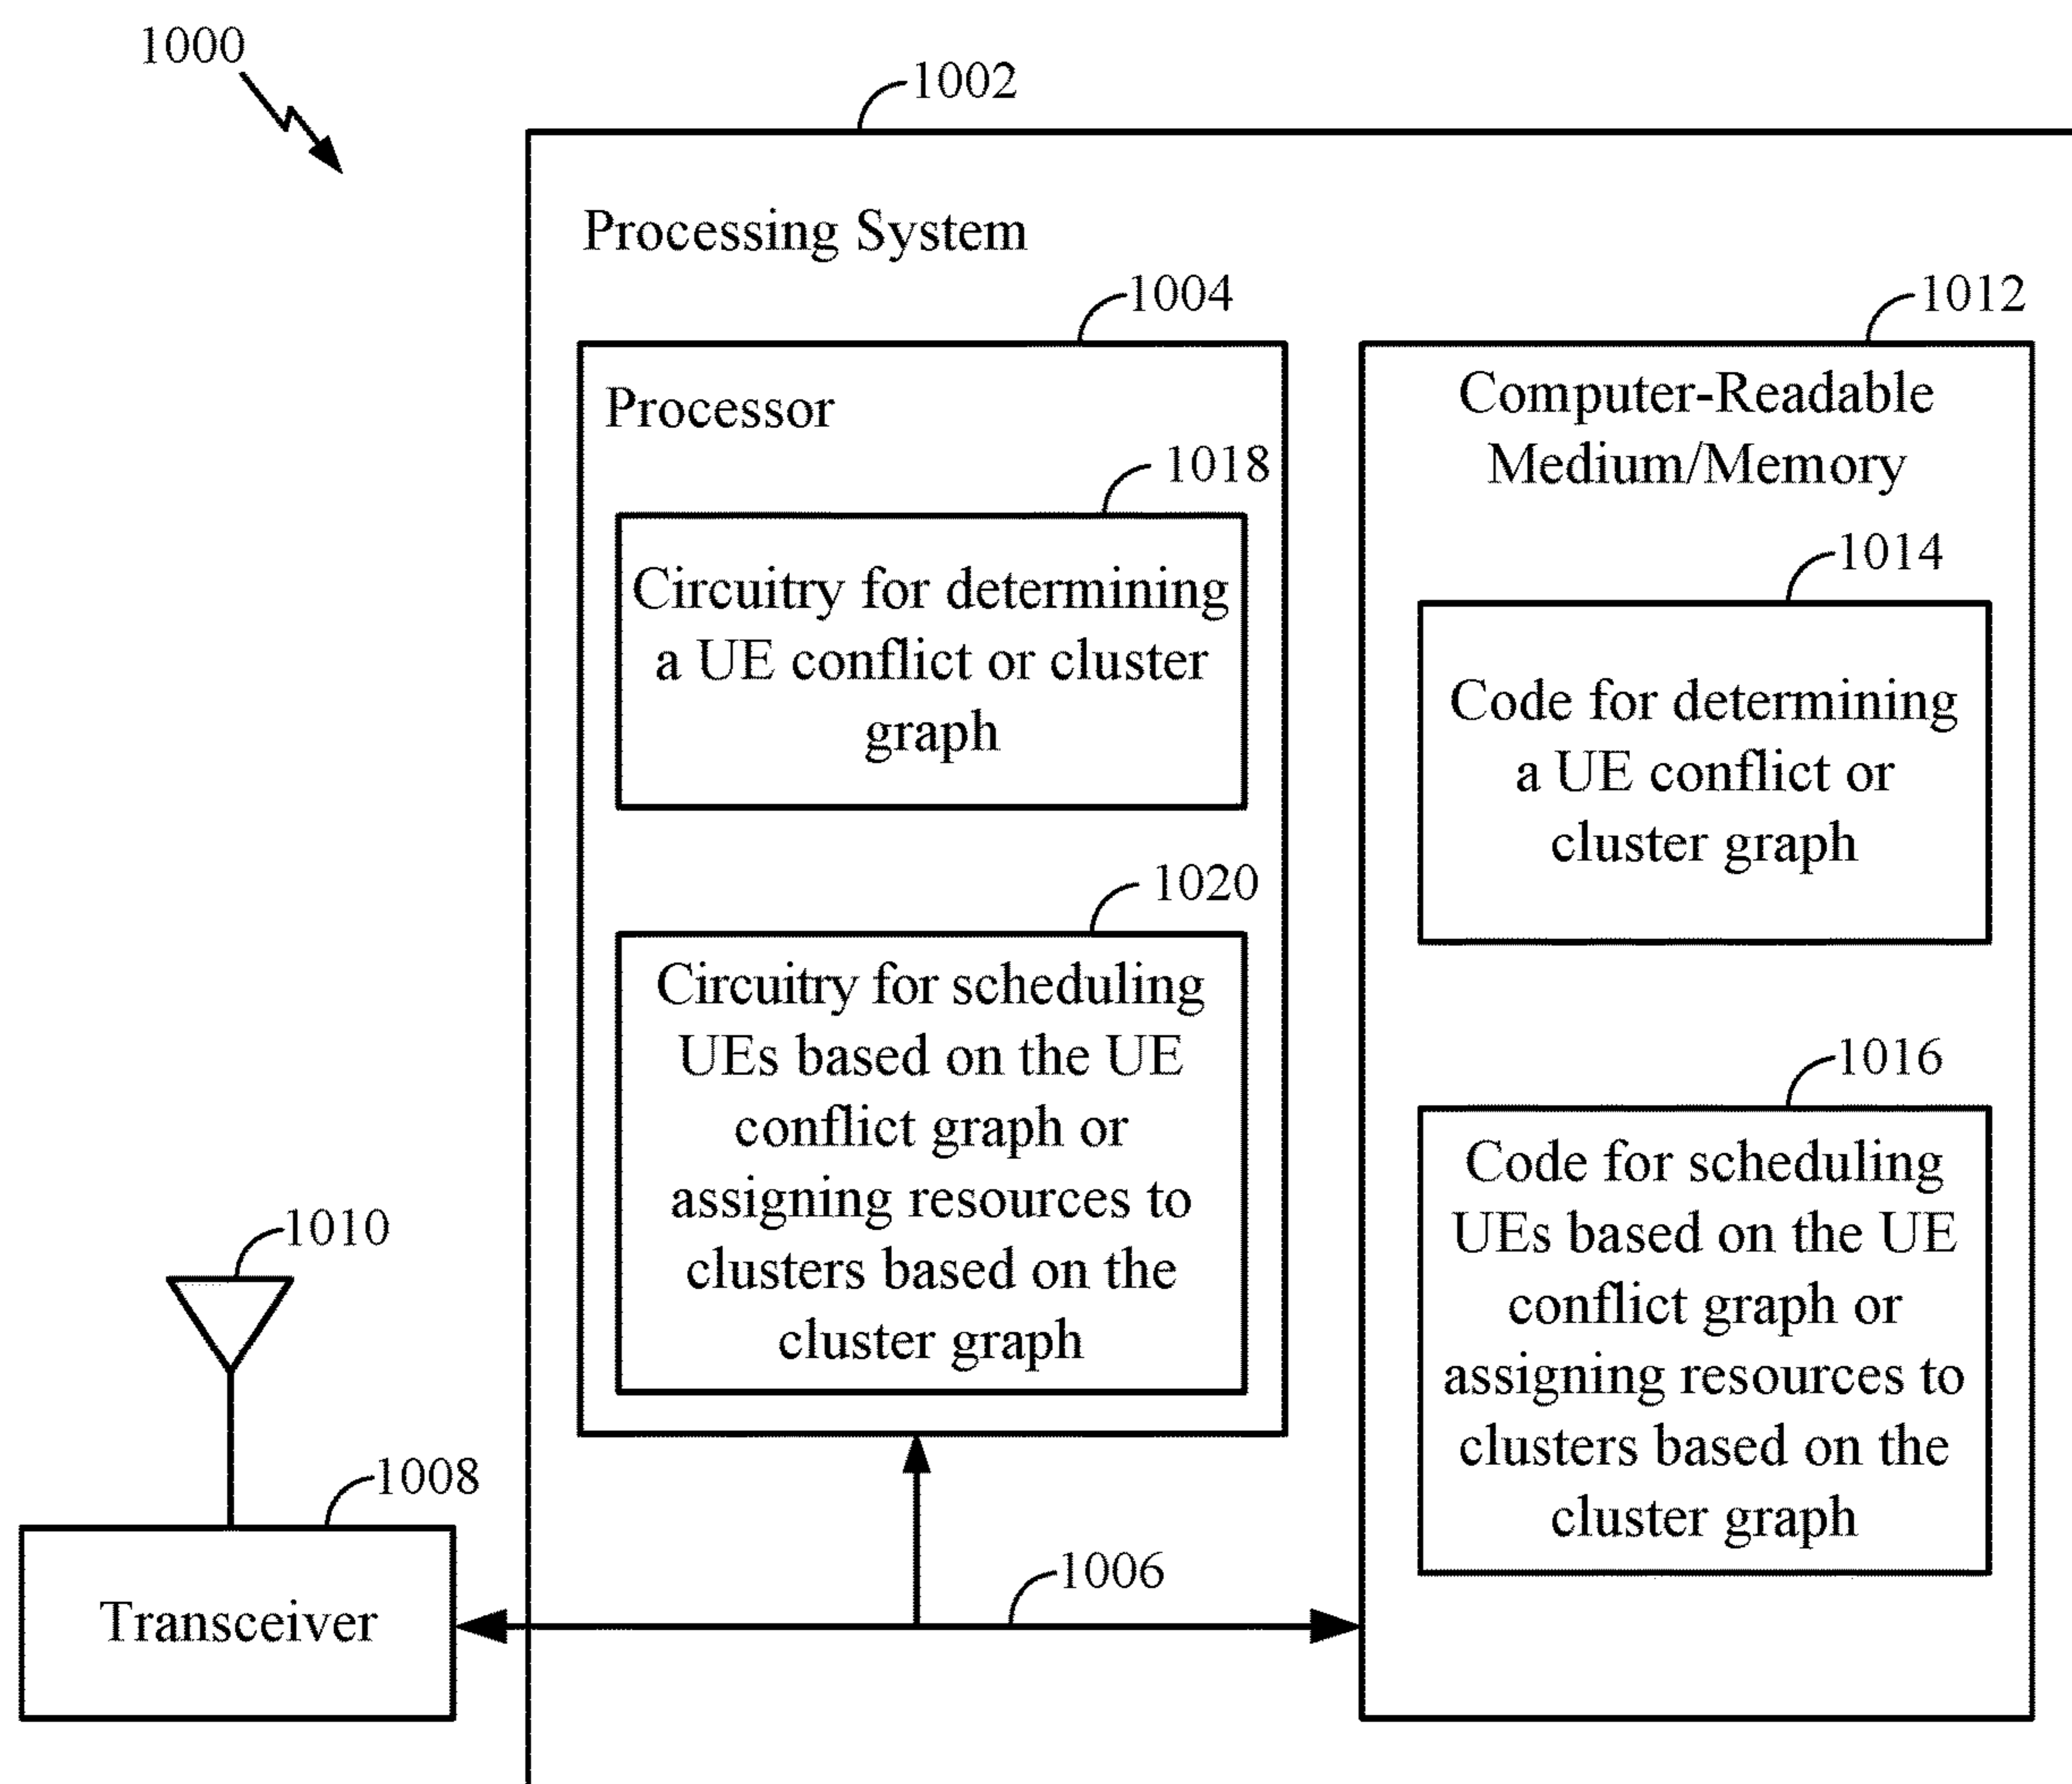 1000
1002
Processing System
1004
Processor
1018
Circuitry for determining
a UE conflict or cluster
graph
1020
Circuitry for scheduling
UEs based on the UE
conflict graph or
assigning resources to
clusters based on the
cluster graph
1012
Computer-Readable
Medium/Memory
1014
Code for determining
a UE conflict or
cluster graph
1016
Code for scheduling
UEs based on the UE
conflict graph or
assigning resources to
clusters based on the
cluster graph
1010
1008
Transceiver
1006